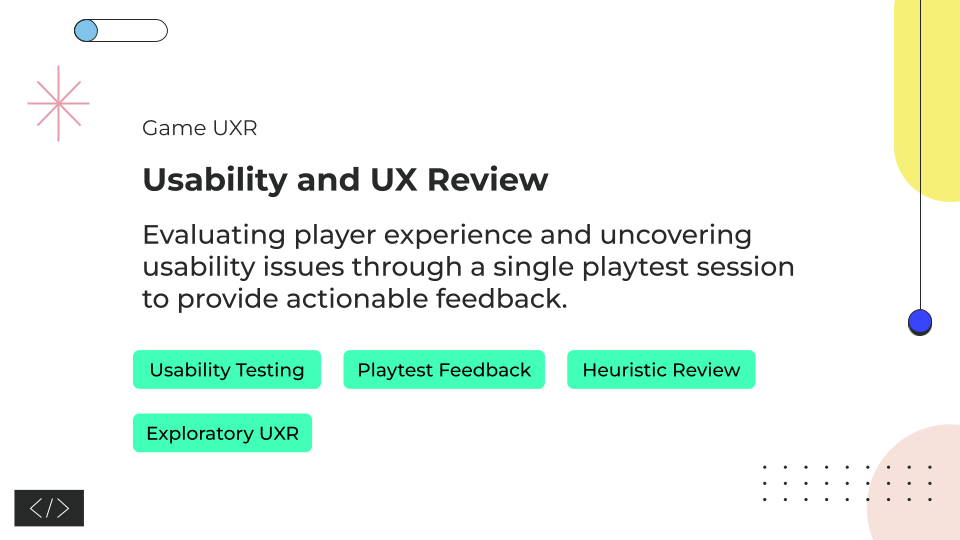 Game UXR
Usability and UX Review
Evaluating player experience and uncovering
usability issues through a single playtest session
to provide actionable feedback.
Usability Testing
Playtest Feedback
Heuristic Review
Exploratory UXR
</>